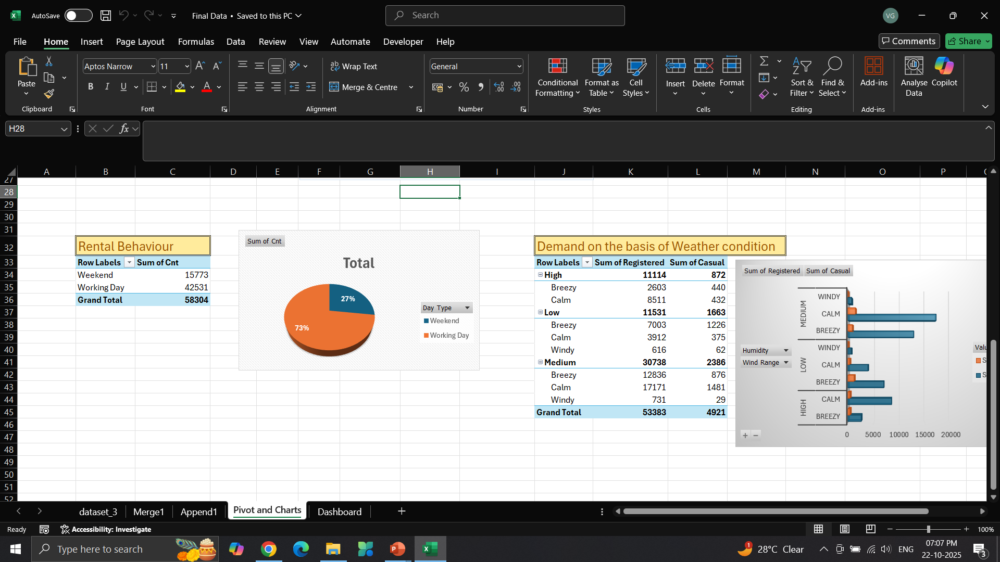 AutoSave
Final Data • Saved to this PC
Search
VG
File Home Insert Page Layout Formulas Data Review View Automate Developer Help
Comments Share
Paste
Aptos Narrow 11
B I U
Wrap Text
Merge & Centre
General
% .00 .00
Conditional Formatting
Format as Table
Cell Styles
Insert
Delete
Format
Sort & Filter
Find & Select
Add-ins
Analyse Data
Copilot
Clipboard Font Alignment Number Styles Cells Editing Add-ins
H28
fx
A B C D E F G H I J K L M N O P
27
28
29
30
31
32
33
34
35
36
37
38
39
40
41
42
43
44
45
46
47
48
49
50
51
52
Rental Behaviour
Row Labels Sum of Cnt
Weekend 15773
Working Day 42531
Grand Total 58304
Sum of Cnt
Total
27%
73%
Day Type
Weekend
Working Day
Demand on the basis of Weather condition
Row Labels Sum of Registered Sum of Casual
High 11114 872
Breezy 2603 440
Calm 8511 432
Low 11531 1663
Breezy 7003 1226
Calm 3912 375
Windy 616 62
Medium 30738 2386
Breezy 12836 876
Calm 17171 1481
Windy 731 29
Grand Total 53383 4921
Sum of Registered Sum of Casual
MEDIUM
WINDY
CALM
BREEZY
LOW
WINDY
CALM
BREEZY
HIGH
CALM
BREEZY
Humidity
Wind Range
0 5000 10000 15000 20000
+ −
dataset_3 Merge1 Append1 Pivot and Charts Dashboard +
Ready
Accessibility: Investigate
100%
Type here to search
1
28°C Clear
ENG
07:07 PM
22-10-2025
3